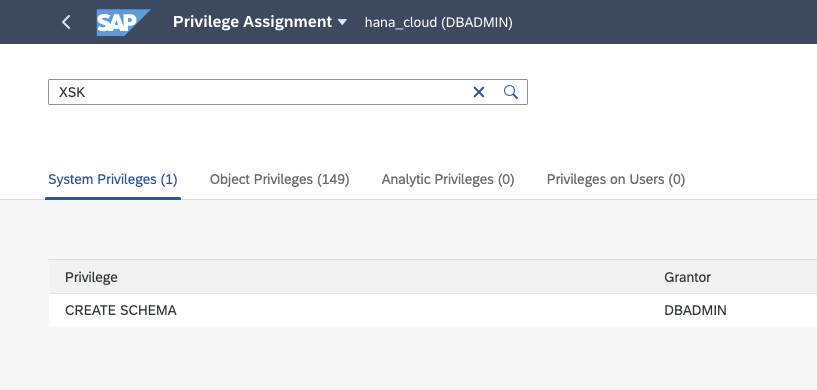 SAP Privilege Assignment hana_cloud (DBADMIN)
XSK
System Privileges (1) Object Privileges (149) Analytic Privileges (0) Privileges on Users (0)
Privilege Grantor
CREATE SCHEMA DBADMIN